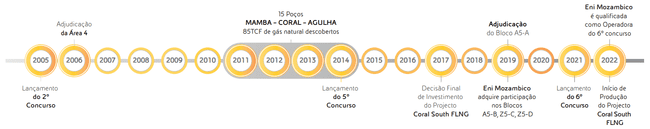 Adjudicação
da Área 4
15 Poços
MAMBA – CORAL – AGULHA
85TCF de gás natural descobertos
Adjudicação
do Bloco A5-A
Eni Mozambico
é qualificada
como Operadora
do 6º concurso
2005
2006
2007
2008
2009
2010
2011
2012
2013
2014
2015
2016
2017
2018
2019
2020
2021
2022
Lançamento
do 2º
Concurso
Lançamento
do 5º
Concurso
Decisão Final
de Investimento
do Projecto
Coral South FLNG
Eni Mozambico
adquire participação
nos Blocos
A5-B, Z5-C, Z5-D
Lançamento
do 6º
Concurso
Início de
Produção
do Projecto
Coral South
FLNG